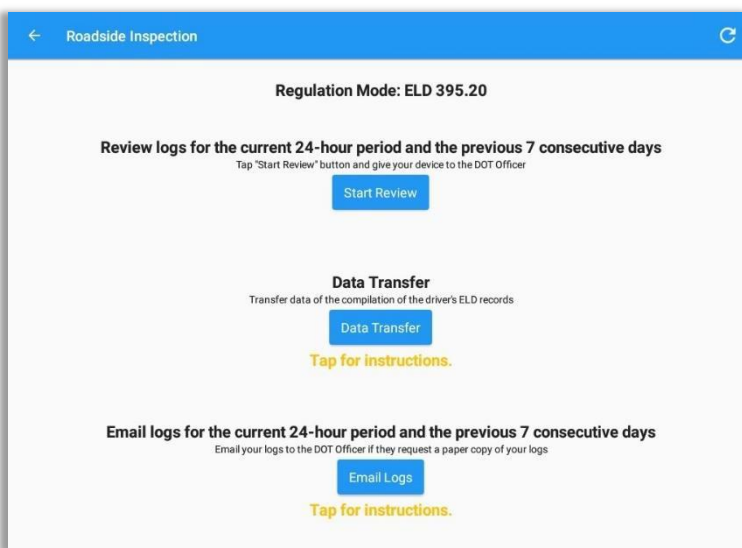 Roadside Inspection
Regulation Mode: ELD 395.20
Review logs for the current 24-hour period and the previous 7 consecutive days
Tap "Start Review" button and give your device to the DOT Officer
Start Review
Data Transfer
Transfer data of the compilation of the driver's ELD records
Data Transfer
Tap for instructions.
Email logs for the current 24-hour period and the previous 7 consecutive days
Email your logs to the DOT Officer if they request a paper copy of your logs
Email Logs
Tap for instructions.